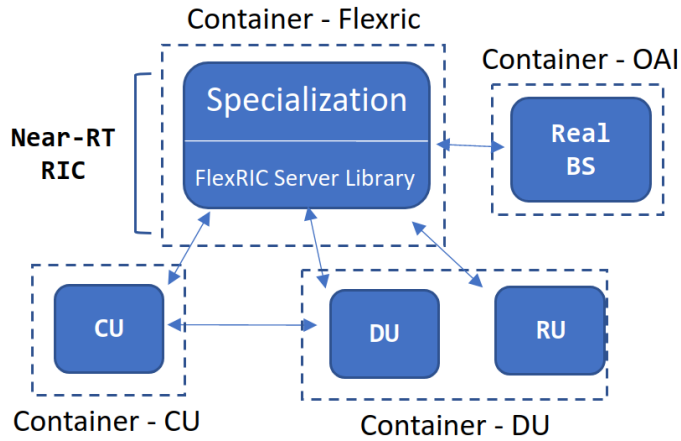 Container - Flexric
Container - OAI
Specialization
FlexRIC Server Library
Near-RT
RIC
Real
BS
CU
DU
RU
Container - CU
Container - DU